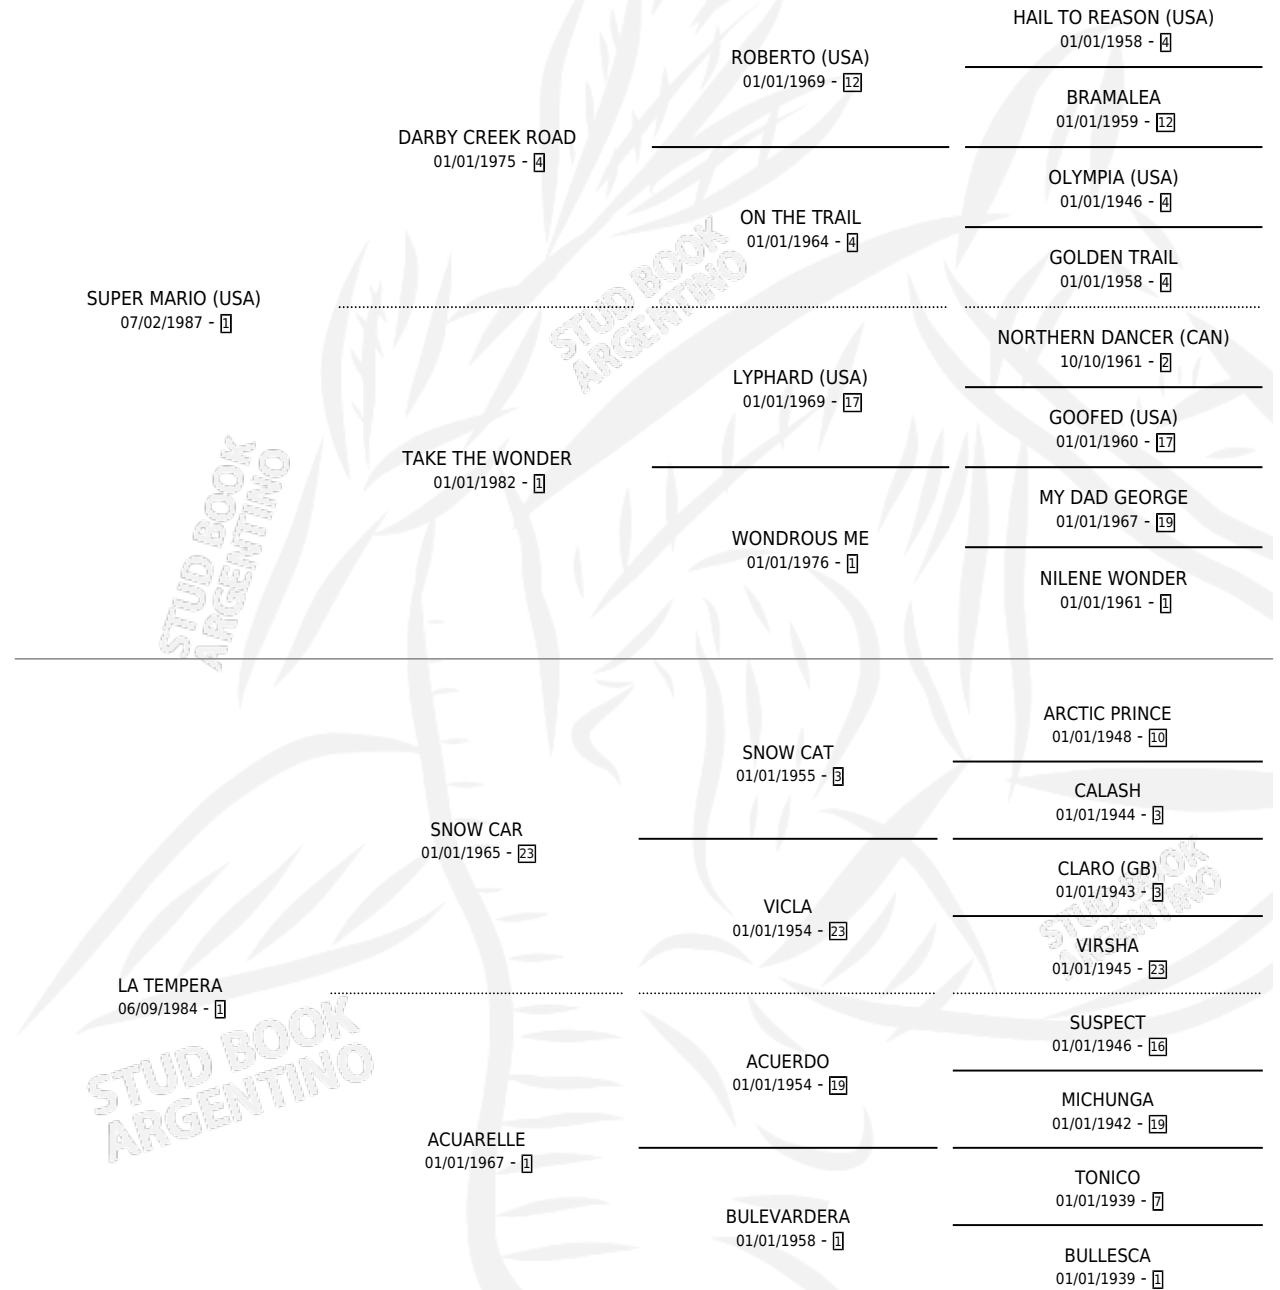 HAIL TO REASON (USA)
01/01/1958 - 4
ROBERTO (USA)
01/01/1969 - 12
BRAMALEA
01/01/1959 - 12
DARBY CREEK ROAD
01/01/1975 - 4
OLYMPIA (USA)
01/01/1946 - 4
ON THE TRAIL
01/01/1964 - 4
GOLDEN TRAIL
01/01/1958 - 4
SUPER MARIO (USA)
07/02/1987 - 1
NORTHERN DANCER (CAN)
10/10/1961 - 2
LYPHARD (USA)
01/01/1969 - 17
GOOFED (USA)
01/01/1960 - 17
TAKE THE WONDER
01/01/1982 - 1
MY DAD GEORGE
01/01/1967 - 19
WONDROUS ME
01/01/1976 - 1
NILENE WONDER
01/01/1961 - 1
STUD BOOK
ARGENTINO
STUD BOOK
ARGENTINO
ARCTIC PRINCE
01/01/1948 - 10
SNOW CAT
01/01/1955 - 3
CALASH
01/01/1944 - 3
SNOW CAR
01/01/1965 - 23
CLARO (GB)
01/01/1943 - 3
VICLA
01/01/1954 - 23
VIRSHA
01/01/1945 - 23
LA TEMPERA
06/09/1984 - 1
SUSPECT
01/01/1946 - 16
ACUERDO
01/01/1954 - 19
MICHUNGA
01/01/1942 - 19
ACUARELLE
01/01/1967 - 1
TONICO
01/01/1939 - 7
BULEVARDERA
01/01/1958 - 1
BULLESCA
01/01/1939 - 1
STUD BOOK
ARGENTINO
STUD BOOK
ARGENTINO